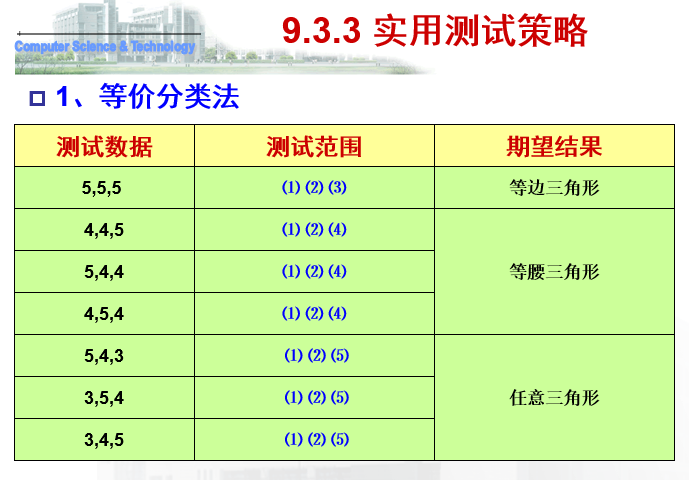 Computer Science & Technology
9.3.3 实用测试策略
1、等价分类法
测试数据 测试范围 期望结果
5,5,5 (1) (2) (3) 等边三角形
4,4,5 (1) (2) (4)
5,4,4 (1) (2) (4) 等腰三角形
4,5,4 (1) (2) (4)
5,4,3 (1) (2) (5)
3,5,4 (1) (2) (5) 任意三角形
3,4,5 (1) (2) (5)